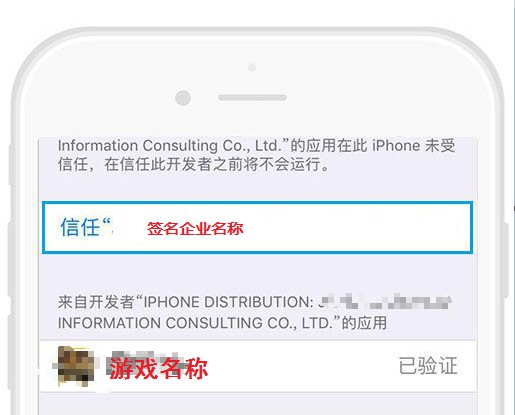 Information Consulting Co., Ltd.”的应用在此 iPhone 未受
信任，在信任此开发者之前将不会运行。
信任“ 签名企业名称
来自开发者“IPHONE DISTRIBUTION: J
INFORMATION CONSULTING CO., LTD.”的应用
游戏名称 已验证